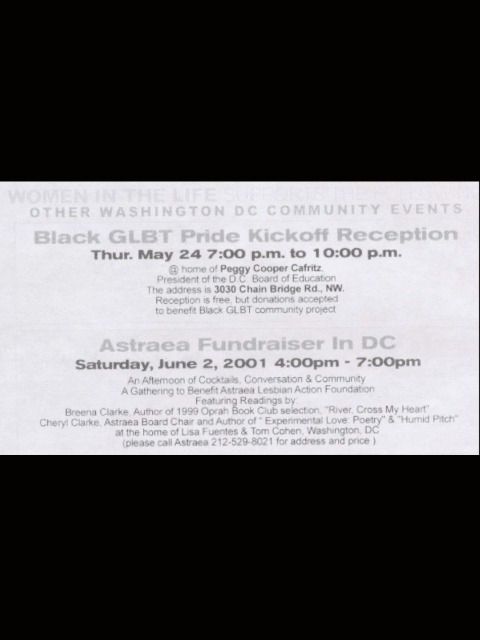 WOMEN IN THE LIFE SUPPORTS THE FOLLOWING
OTHER WASHINGTON DC COMMUNITY EVENTS
Black GLBT Pride Kickoff Reception
Thur. May 24 7:00 p.m. to 10:00 p.m.
@ home of Peggy Cooper Cafritz,
President of the D.C. Board of Education
The address is 3030 Chain Bridge Rd., NW.
Reception is free, but donations accepted
to benefit Black GLBT community project
Astraea Fundraiser In DC
Saturday, June 2, 2001 4:00pm - 7:00pm
An Afternoon of Cocktails, Conversation & Community
A Gathering to Benefit Astraea Lesbian Action Foundation
Featuring Readings by:
Breena Clarke, Author of 1999 Oprah Book Club selection, "River, Cross My Heart"
Cheryl Clarke, Astraea Board Chair and Author of " Experimental Love: Poetry" & "Humid Pitch"
at the home of Lisa Fuentes & Tom Cohen, Washington, DC
(please call Astraea 212-529-8021 for address and price )